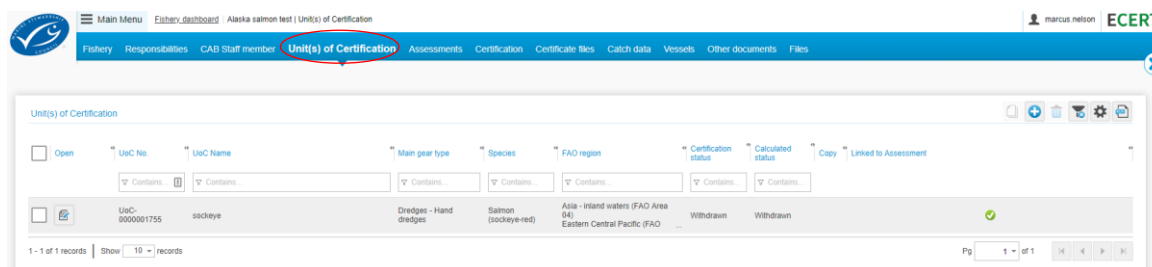 Main Menu Fishery dashboard Alaska salmon test | Unit(s) of Certification marcus.nelson ECERT
Fishery Responsibilities CAB Staff member Unit(s) of Certification Assessments Certification Certificate files Catch data Vessels Other documents Files
Unit(s) of Certification
Open UoC No. UoC Name Main gear type Species FAO region Certification status Calculated status Copy Linked to Assessment
Contains... Contains... Contains... Contains... Contains... Contains... Contains...
UoC-0000001755 sockeye Dredges - Hand dredges Salmon (sockeye-red) Asia - inland waters (FAO Area 04) Eastern Central Pacific (FAO ... Withdrawn Withdrawn
1 - 1 of 1 records Show 10 records Pg 1 of 1